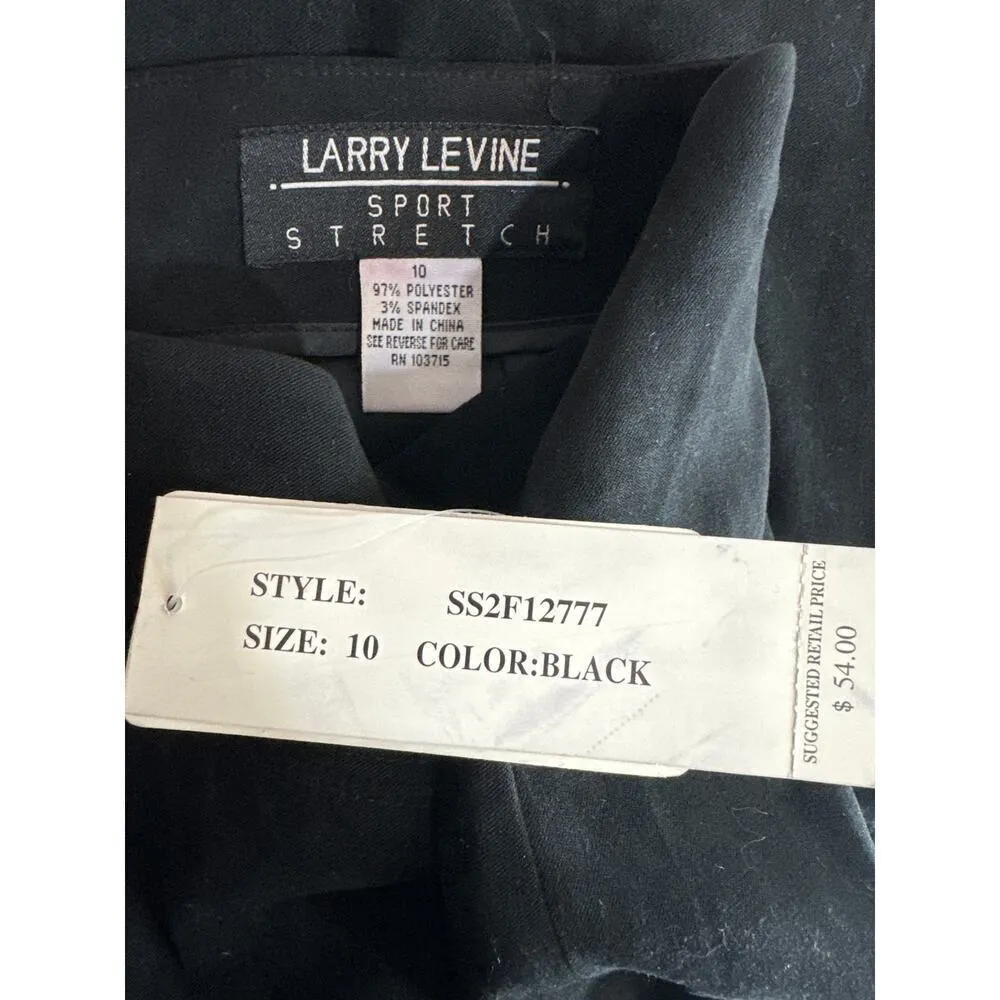 LARRY LEVINE
SPORT
STRETCH
10
97% POLYESTER
3% SPANDEX
MADE IN CHINA
SEE REVERSE FOR CARE
RN 103715
STYLE: SS2F12777
SIZE: 10 COLOR:BLACK
SUGGESTED RETAIL PRICE
$ 54.00